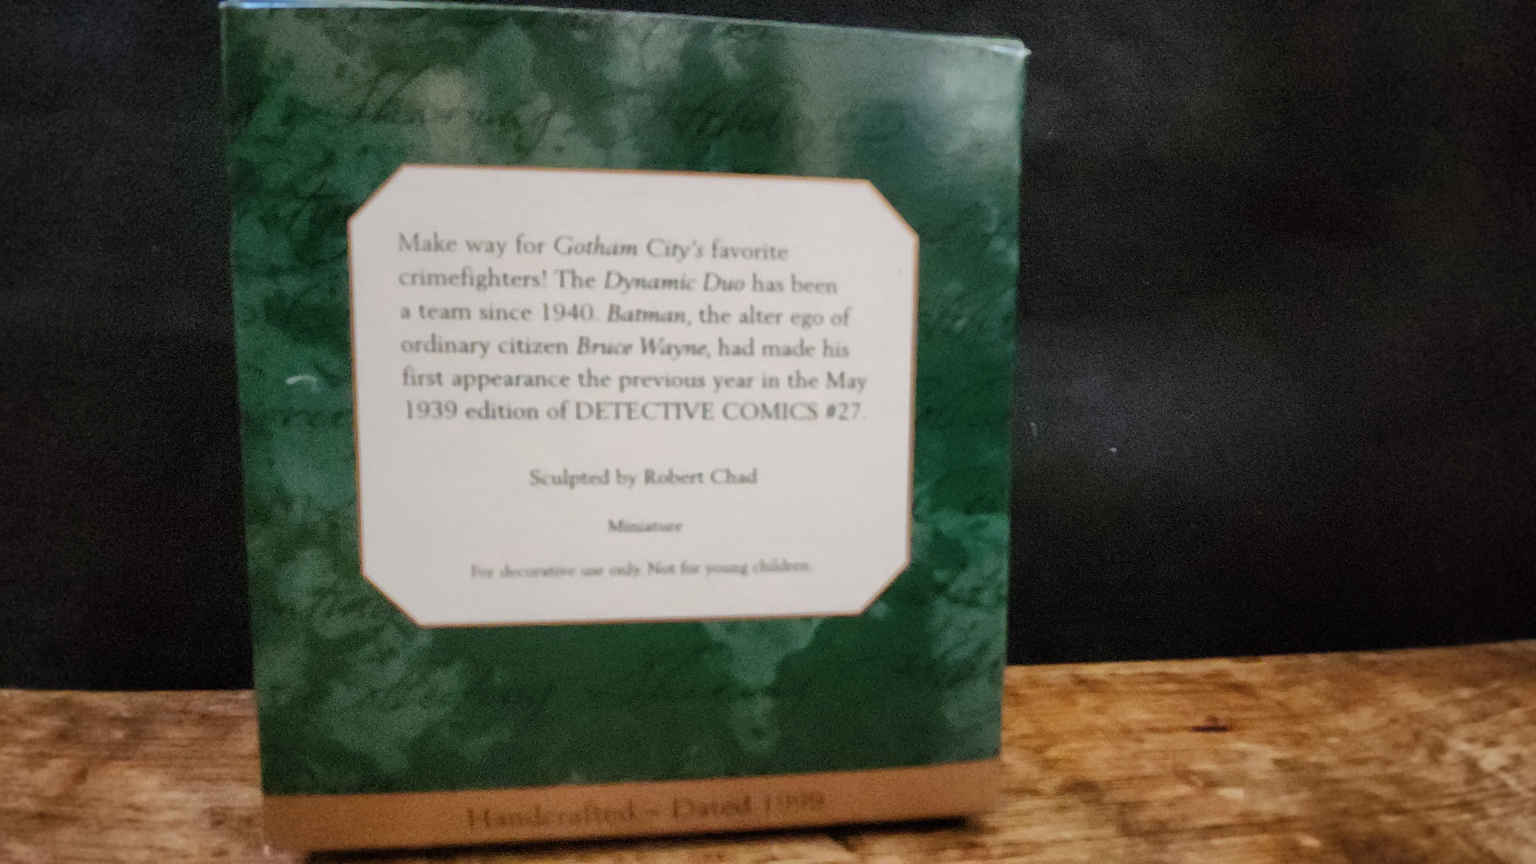 Make way for Gotham City's favorite
crimefighters! The Dynamic Duo has been
a team since 1940. Batman, the alter ego of
ordinary citizen Bruce Wayne, had made his
first appearance the previous year in the May
1939 edition of DETECTIVE COMICS #27.
Sculpted by Robert Chad
Miniature
For decorative use only. Not for young children.
Handcrafted ~ Dated 1999